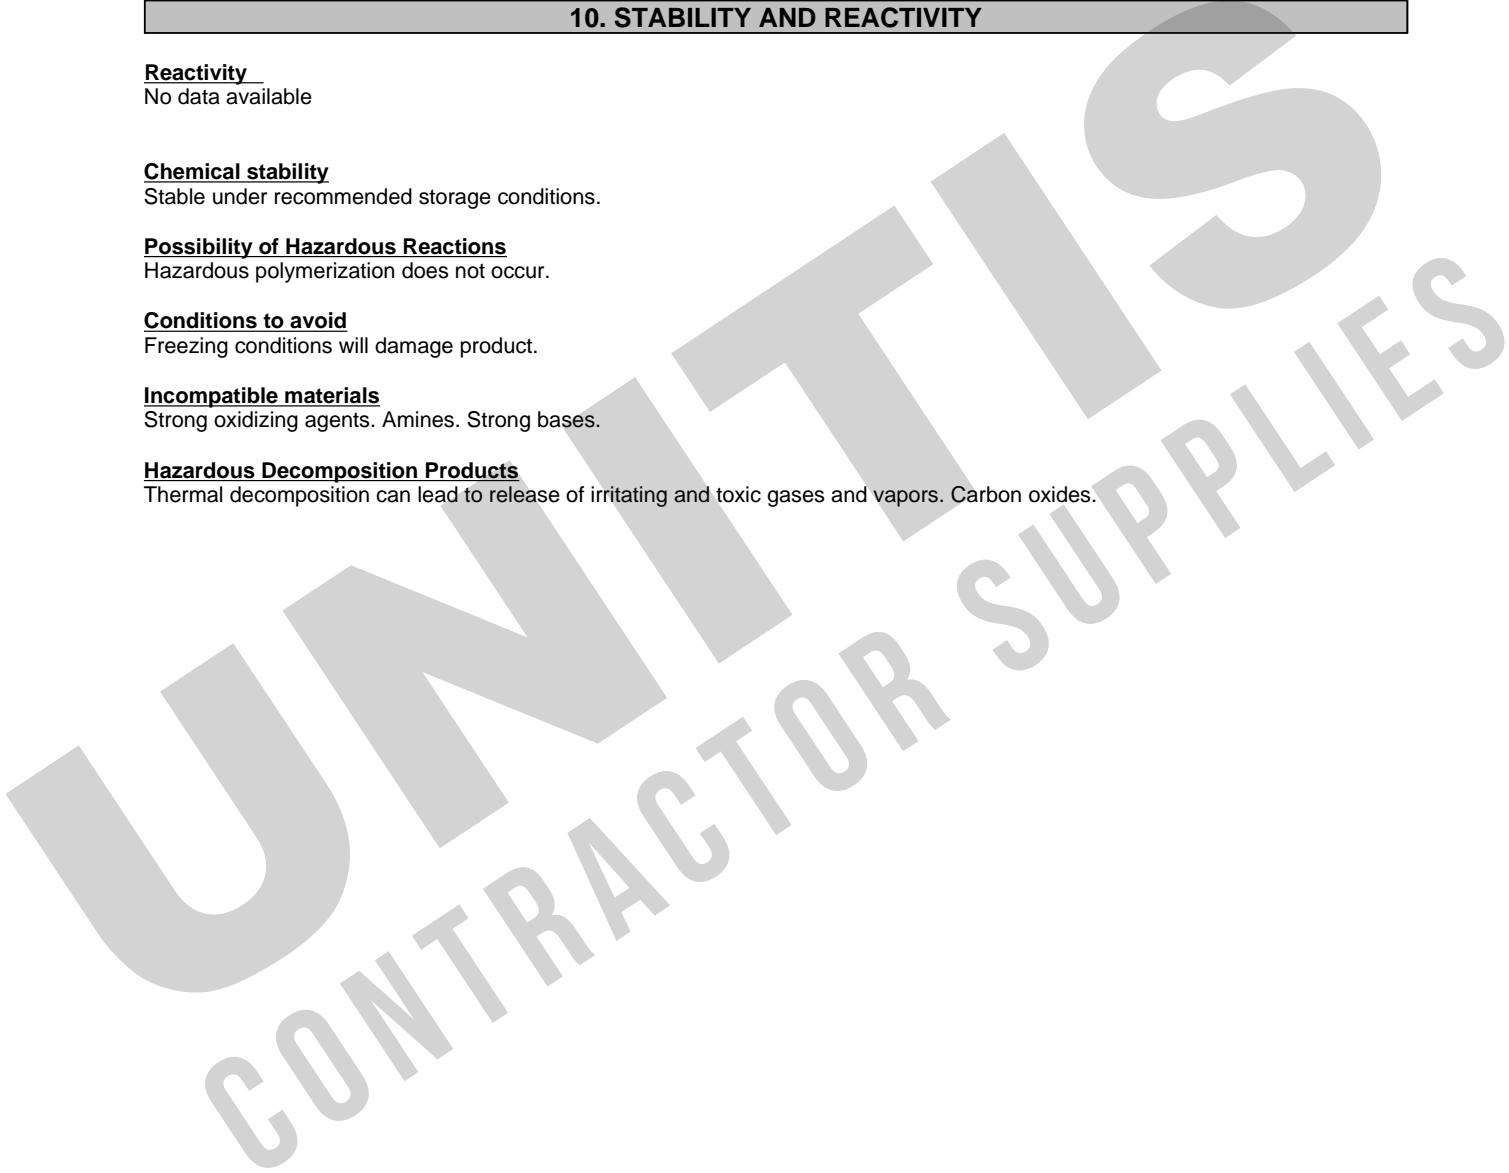 10. STABILITY AND REACTIVITY
Reactivity
No data available
Chemical stability
Stable under recommended storage conditions.
Possibility of Hazardous Reactions
Hazardous polymerization does not occur.
Conditions to avoid
Freezing conditions will damage product.
Incompatible materials
Strong oxidizing agents. Amines. Strong bases.
Hazardous Decomposition Products
Thermal decomposition can lead to release of irritating and toxic gases and vapors. Carbon oxides.
UNITIS
CONTRACTOR SUPPLIES